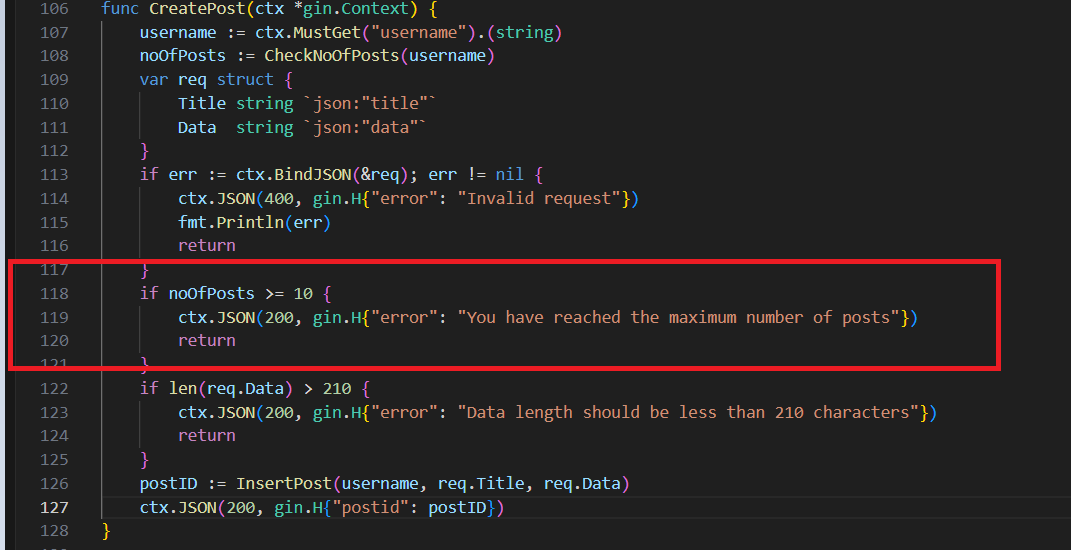 106 func CreatePost(ctx *gin.Context) {
107     username := ctx.MustGet("username").(string)
108     noOfPosts := CheckNoOfPosts(username)
109     var req struct {
110         Title string `json:"title"`
111         Data  string `json:"data"`
112     }
113     if err := ctx.BindJSON(&req); err != nil {
114         ctx.JSON(400, gin.H{"error": "Invalid request"})
115         fmt.Println(err)
116         return
117     }
118     if noOfPosts >= 10 {
119         ctx.JSON(200, gin.H{"error": "You have reached the maximum number of posts"})
120         return
121     }
122     if len(req.Data) > 210 {
123         ctx.JSON(200, gin.H{"error": "Data length should be less than 210 characters"})
124         return
125     }
126     postID := InsertPost(username, req.Title, req.Data)
127     ctx.JSON(200, gin.H{"postid": postID})
128 }